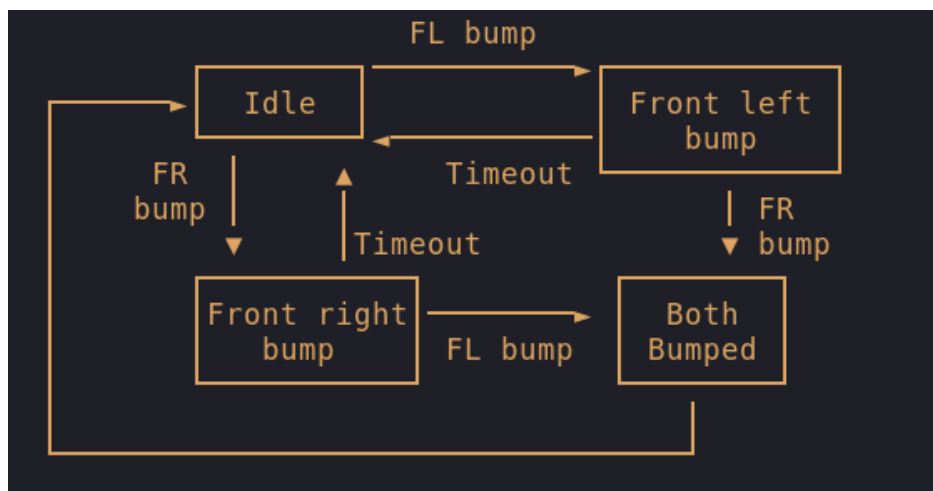 FL bump
Idle
Front left
bump
Timeout
FR
bump
FR
bump
Timeout
Front right
bump
FL bump
Both
Bumped